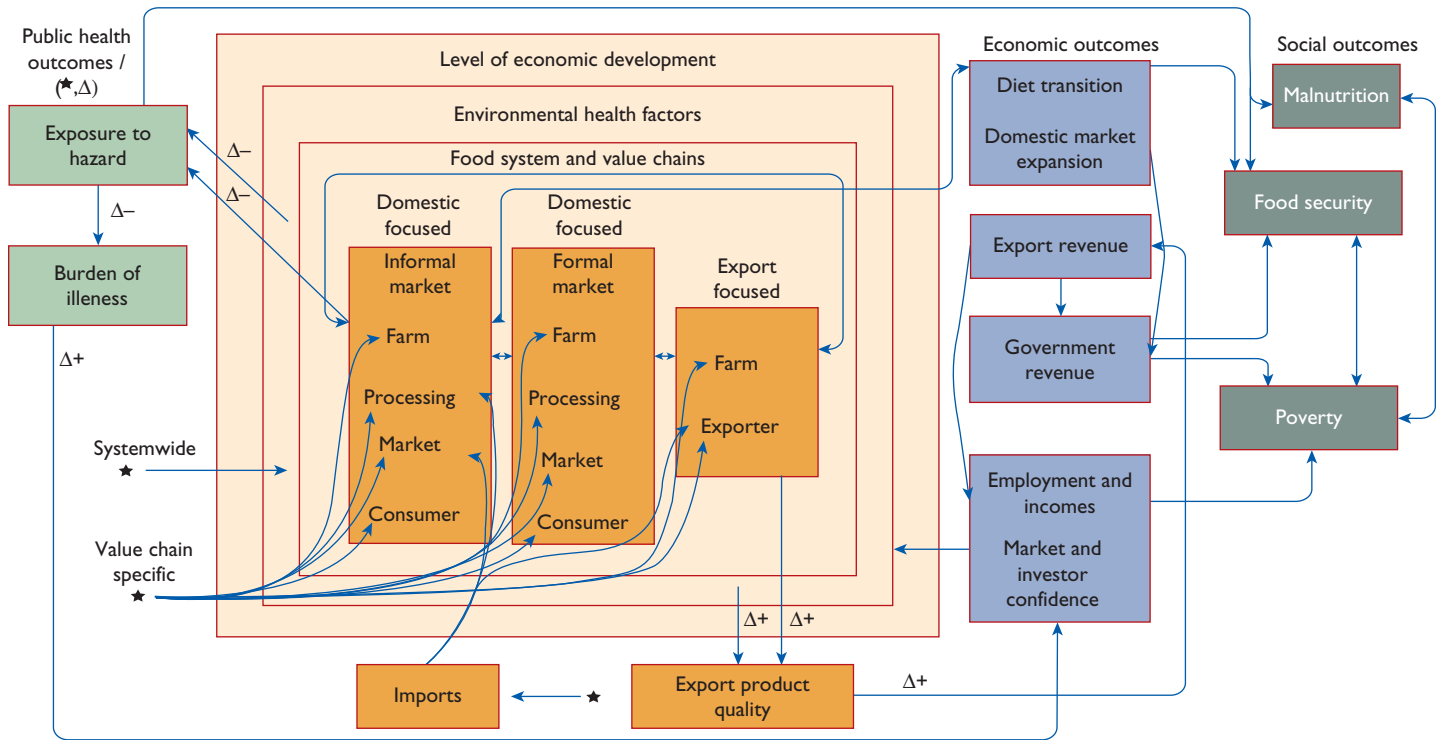 Public health
outcomes /
(★,Δ)
Exposure to
hazard
Δ–
Burden of
illeness
Δ+
Systemwide
★
Value chain
specific
★
Level of economic development
Environmental health factors
Food system and value chains
Δ–
Δ–
Domestic
focused
Informal
market
Farm
Processing
Market
Consumer
Domestic
focused
Formal
market
Farm
Processing
Market
Consumer
Export
focused
Farm
Exporter
Δ+
Δ+
Imports
★
Export product
quality
Δ+
Economic outcomes
Diet transition
Domestic market
expansion
Export revenue
Government
revenue
Employment and
incomes
Market and
investor
confidence
Social outcomes
Malnutrition
Food security
Poverty